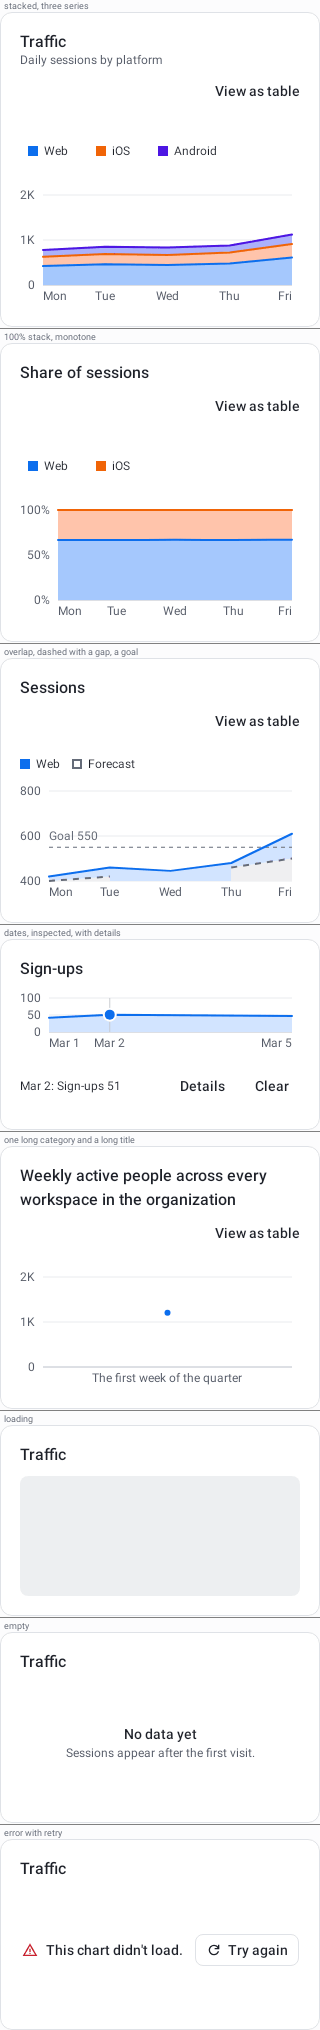 stacked, three series
Traffic
Daily sessions by platform
View as table
Web iOS Android
2K
1K
0
Mon Tue Wed Thu Fri
100% stack, monotone
Share of sessions
View as table
Web iOS
100%
50%
0%
Mon Tue Wed Thu Fri
overlap, dashed with a gap, a goal
Sessions
View as table
Web Forecast
800
600 Goal 550
400
Mon Tue Wed Thu Fri
dates, inspected, with details
Sign-ups
100
50
0
Mar 1 Mar 2 Mar 5
Mar 2: Sign-ups 51 Details Clear
one long category and a long title
Weekly active people across every
workspace in the organization
View as table
2K
1K
0
The first week of the quarter
loading
Traffic
empty
Traffic
No data yet
Sessions appear after the first visit.
error with retry
Traffic
This chart didn't load. Try again